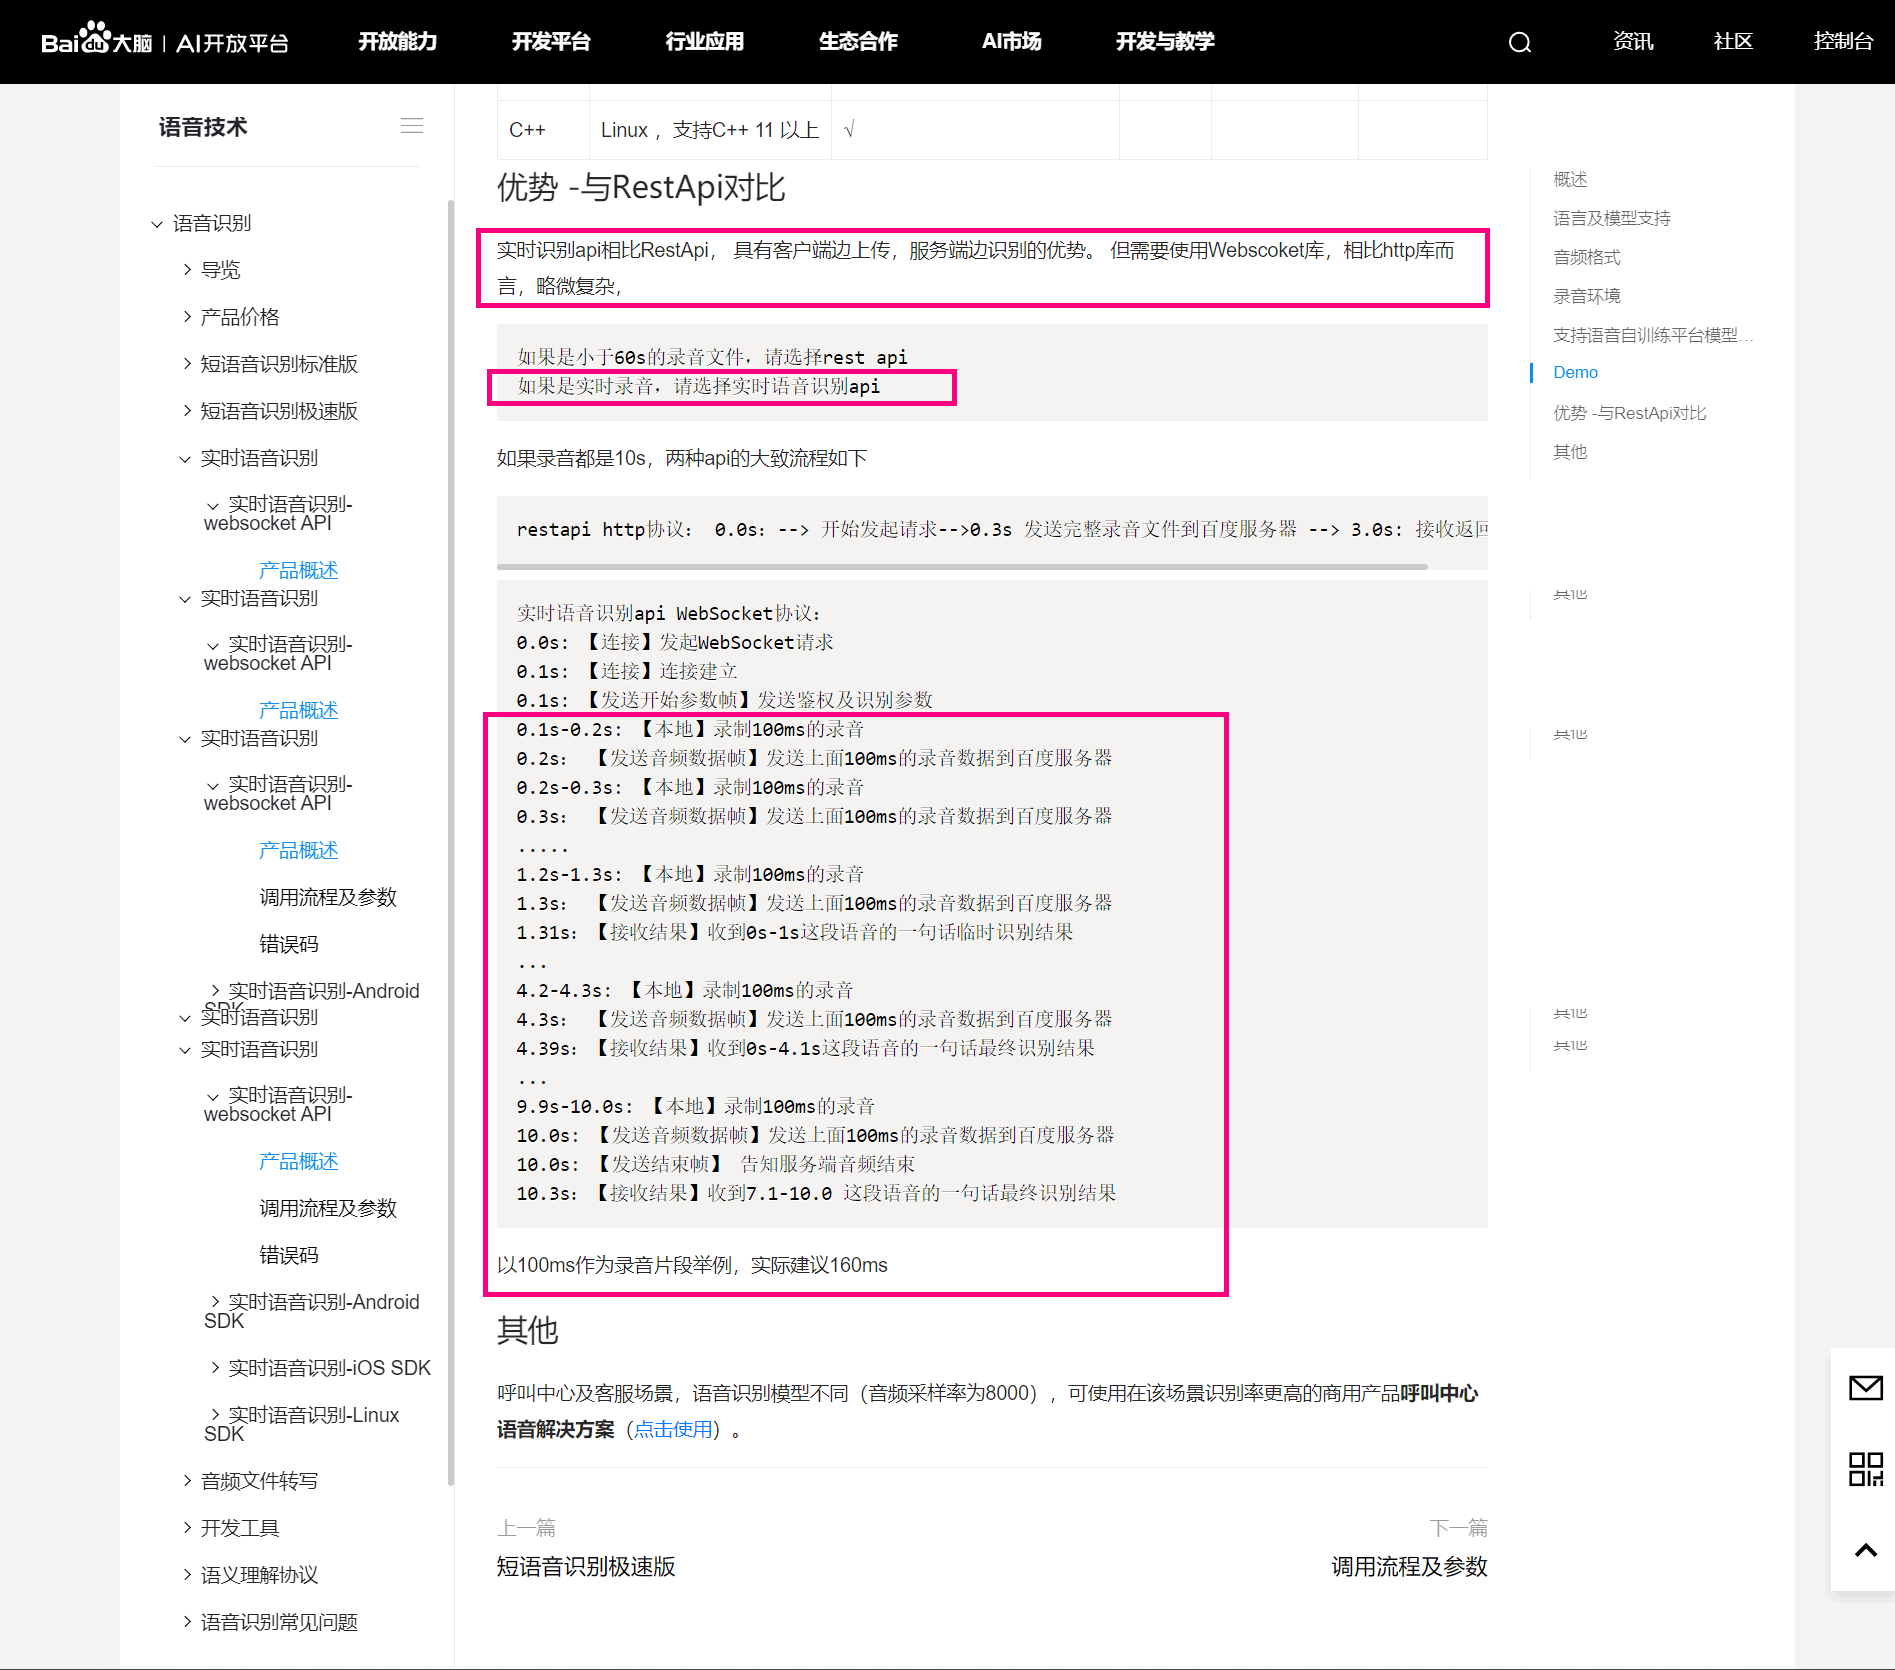 Baidu大脑 | AI开放平台
开放能力
开发平台
行业应用
生态合作
AI市场
开发与教学
资讯
社区
控制台
语音技术
语音识别
导览
产品价格
短语音识别标准版
短语音识别极速版
实时语音识别
实时语音识别-
websocket API
产品概述
实时语音识别
实时语音识别-
websocket API
产品概述
实时语音识别
实时语音识别-
websocket API
产品概述
调用流程及参数
错误码
实时语音识别-Android
SDK
实时语音识别
实时语音识别
实时语音识别-
websocket API
产品概述
调用流程及参数
错误码
实时语音识别-Android
SDK
实时语音识别-iOS SDK
实时语音识别-Linux
SDK
音频文件转写
开发工具
语义理解协议
语音识别常见问题
C++ Linux ，支持C++ 11 以上 √
优势 -与RestApi对比
实时识别api相比RestApi， 具有客户端边上传，服务端边识别的优势。 但需要使用Webscoket库，相比http库而
言，略微复杂，
如果是小于60s的录音文件，请选择rest api
如果是实时录音，请选择实时语音识别api
如果录音都是10s，两种api的大致流程如下
restapi http协议： 0.0s：--> 开始发起请求-->0.3s 发送完整录音文件到百度服务器 --> 3.0s: 接收返回
实时语音识别api WebSocket协议：
0.0s: 【连接】发起WebSocket请求
0.1s: 【连接】连接建立
0.1s: 【发送开始参数帧】发送鉴权及识别参数
0.1s-0.2s: 【本地】录制100ms的录音
0.2s： 【发送音频数据帧】发送上面100ms的录音数据到百度服务器
0.2s-0.3s: 【本地】录制100ms的录音
0.3s： 【发送音频数据帧】发送上面100ms的录音数据到百度服务器
.....
1.2s-1.3s: 【本地】录制100ms的录音
1.3s： 【发送音频数据帧】发送上面100ms的录音数据到百度服务器
1.31s：【接收结果】收到0s-1s这段语音的一句话临时识别结果
...
4.2-4.3s: 【本地】录制100ms的录音
4.3s： 【发送音频数据帧】发送上面100ms的录音数据到百度服务器
4.39s：【接收结果】收到0s-4.1s这段语音的一句话最终识别结果
...
9.9s-10.0s: 【本地】录制100ms的录音
10.0s: 【发送音频数据帧】发送上面100ms的录音数据到百度服务器
10.0s: 【发送结束帧】 告知服务端音频结束
10.3s：【接收结果】收到7.1-10.0 这段语音的一句话最终识别结果
以100ms作为录音片段举例，实际建议160ms
其他
呼叫中心及客服场景，语音识别模型不同（音频采样率为8000），可使用在该场景识别率更高的商用产品呼叫中心
语音解决方案（点击使用）。
上一篇
短语音识别极速版
下一篇
调用流程及参数
概述
语言及模型支持
音频格式
录音环境
支持语音自训练平台模型...
Demo
优势 -与RestApi对比
其他
其他
其他
其他
其他